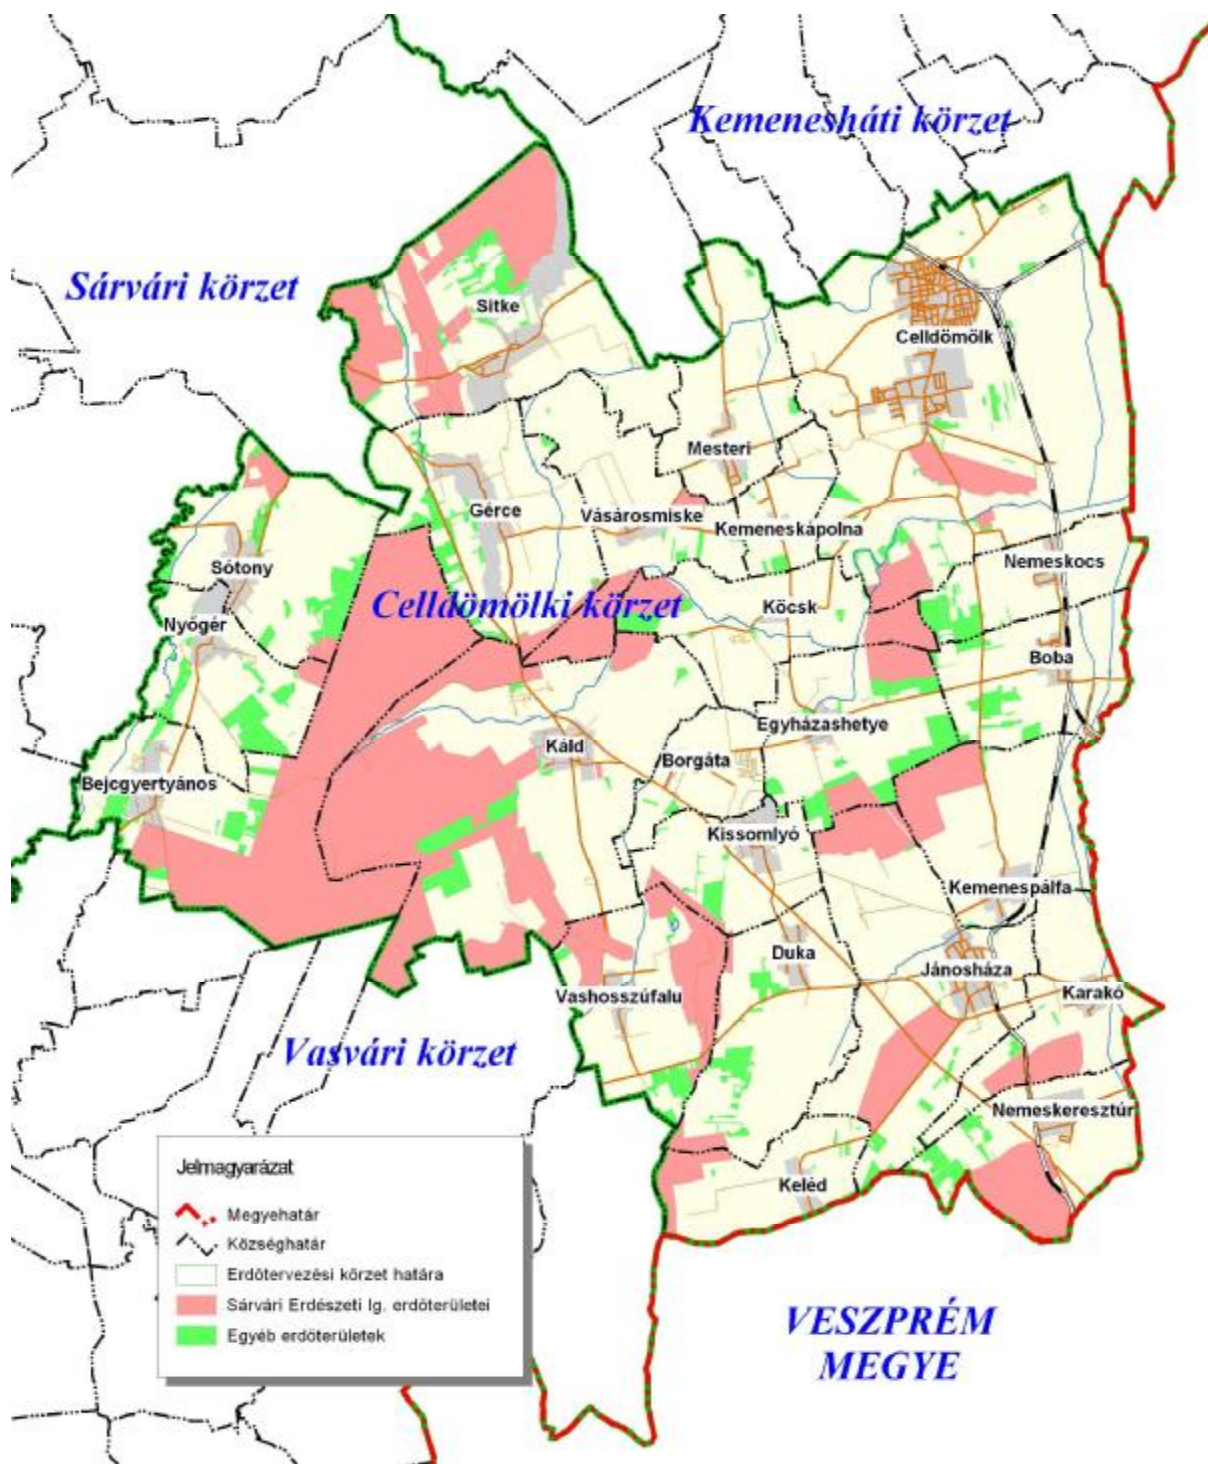 Kemenesháti körzet
Sárvári körzet
Sitke
Celldömölk
Mesteri
Gérce
Vásárosmiske
Kemeneskápolna
Sótony
Nemeskocs
Celldömölki körzet
Köcsk
Nyőgér
Boba
Egyházashetye
Káld
Borgáta
Bejcgyertyános
Kissomlyó
Kemenespálfa
Duka
Jánosháza
Vashosszúfalu
Karakó
Vasvári körzet
Nemeskeresztúr
Keléd
Jelmagyarázat
Megyehatár
Községhatár
Erdőtervezési körzet határa
Sárvári Erdészeti Ig. erdőterületei
Egyéb erdőterületek
VESZPRÉM
MEGYE